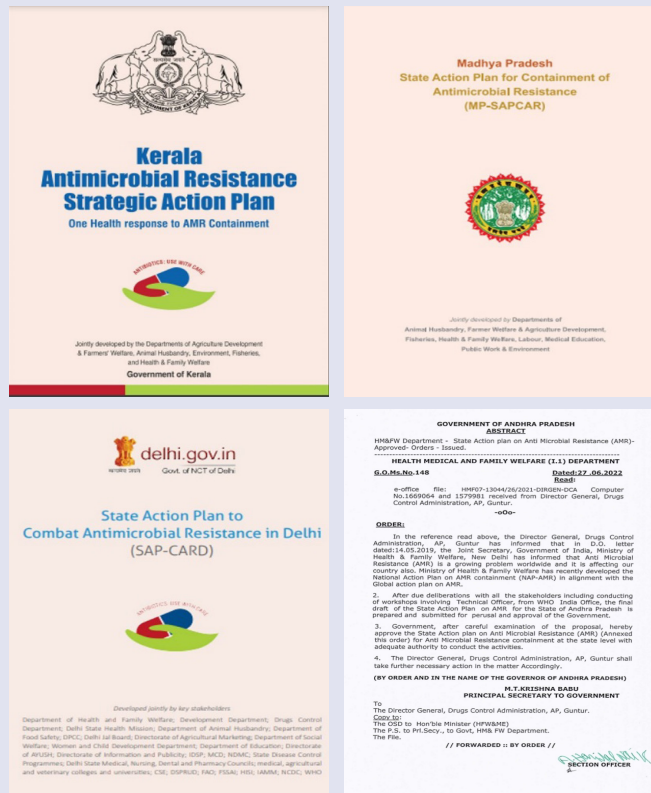 GOVERNMENT OF KERALA
Kerala
Antimicrobial Resistance
Strategic Action Plan
One Health response to AMR Containment
ANTIBIOTICS: USE WITH CARE
Jointly developed by the Departments of Agriculture Development
& Farmers' Welfare, Animal Husbandry, Environment, Fisheries,
and Health & Family Welfare
Government of Kerala
Madhya Pradesh
State Action Plan for Containment of
Antimicrobial Resistance
(MP-SAPCAR)
Jointly developed by Departments of
Animal Husbandry, Farmer Welfare & Agriculture Development,
Fisheries, Health & Family Welfare, Labour, Medical Education,
Public Work & Environment
सत्यमेव जयते
delhi.gov.in
Govt. of NCT of Delhi
State Action Plan to
Combat Antimicrobial Resistance in Delhi
(SAP-CARD)
ANTIBIOTICS: USE WITH CARE
Developed jointly by key stakeholders
Department of Health and Family Welfare; Development Department; Drugs Control
Department; Delhi State Health Mission; Department of Animal Husbandry; Department of
Food Safety; DPCC; Delhi Jal Board; Directorate of Agricultural Marketing; Department of Social
Welfare; Women and Child Development Department; Department of Education; Directorate
of AYUSH; Directorate of Information and Publicity; IDSP; MCD; NDMC; State Disease Control
Programmes; Delhi State Medical, Nursing, Dental and Pharmacy Councils; medical, agricultural
and veterinary colleges and universities; CSE; DSPRUD; FAO; FSSAI; HISI; IAMM; NCDC; WHO
GOVERNMENT OF ANDHRA PRADESH
ABSTRACT
HM&FW Department - State Action plan on Anti Microbial Resistance (AMR)-
Approved- Orders - Issued.
HEALTH MEDICAL AND FAMILY WELFARE (I.1) DEPARTMENT
G.O.Ms.No.148 Dated:27 .06.2022
Read:
e-office file: HMF07-13044/26/2021-DIRGEN-DCA Computer
No.1669064 and 1579981 received from Director General, Drugs
Control Administration, AP, Guntur.
-oOo-
ORDER:
In the reference read above, the Director General, Drugs Control
Administration, AP, Guntur has informed that in D.O. letter
dated:14.05.2019, the Joint Secretary, Government of India, Ministry of
Health & Family Welfare, New Delhi has informed that Anti Microbial
Resistance (AMR) is a growing problem worldwide and it is affecting our
country also. Ministry of Health & Family Welfare has recently developed the
National Action Plan on AMR containment (NAP-AMR) in alignment with the
Global action plan on AMR.
2. After due deliberations with all the stakeholders including conducting
of workshops involving Technical Officer, from WHO India Office, the final
draft of the State Action Plan on AMR for the State of Andhra Pradesh is
prepared and submitted for perusal and approval of the Government.
3. Government, after careful examination of the proposal, hereby
approve the State Action plan on Anti Microbial Resistance (AMR) (Annexed
this order) for Anti Microbial Resistance containment at the state level with
adequate authority to conduct the activities.
4. The Director General, Drugs Control Administration, AP, Guntur shall
take further necessary action in the matter Accordingly.
(BY ORDER AND IN THE NAME OF THE GOVERNOR OF ANDHRA PRADESH)
M.T.KRISHNA BABU
PRINCIPAL SECRETARY TO GOVERNMENT
To
The Director General, Drugs Control Administration, AP, Guntur.
Copy to:
The OSD to Hon'ble Minister (HFW&ME)
The P.S. to Prl.Secy., to Govt, HM& FW Department.
The File.
// FORWARDED :: BY ORDER //
SECTION OFFICER